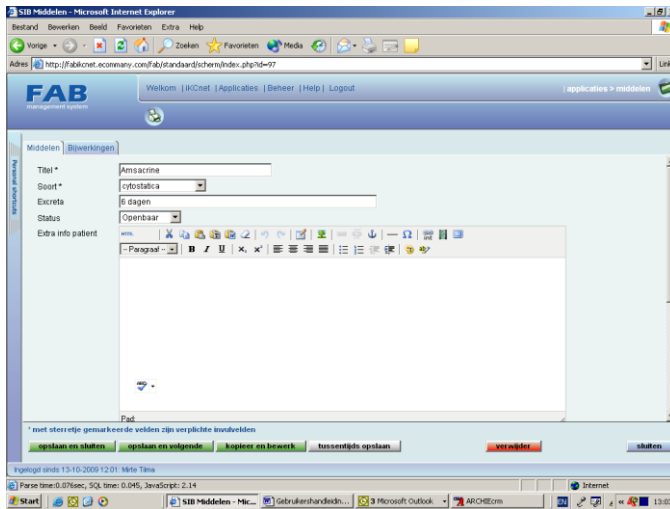 SIB Middelen - Microsoft Internet Explorer
Bestand Bewerken Beeld Favorieten Extra Help
Vorige Zoeken Favorieten Media
Adres http://fabikcnet.ecommany.com/fab/standaard/scherm/index.php?id=97
FAB
management system
Welkom | iKCnet | Applicaties | Beheer | Help | Logout
| applicaties > middelen
Personal shortcuts
Middelen Bijwerkingen
Titel * Amsacrine
Soort * cytostatica
Excreta 6 dagen
Status Openbaar
Extra info patient
HTML
- Paragraaf -
B I U
Pad:
* met sterretje gemarkeerde velden zijn verplichte invulvelden
opslaan en sluiten opslaan en volgende kopieer en bewerk tussentijds opslaan verwijder sluiten
Ingelogd sinds 13-10-2009 12:01: Mirte Tilma
Parse time:0.076sec, SQL time: 0.045, JavaScript: 2.14 Internet
Start SIB Middelen - Mic... Gebruikershandleidin... 3 Microsoft Outlook ARCHIEcrm